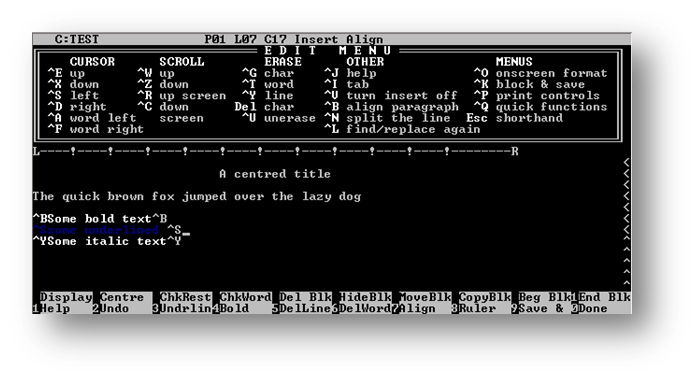 C:TEST P01 L07 C17 Insert Align
E D I T M E N U
CURSOR SCROLL ERASE OTHER MENUS
^E up ^W up ^G char ^J help ^O onscreen format
^X down ^Z down ^T word ^I tab ^K block & save
^S left ^R up screen ^Y line ^V turn insert off ^P print controls
^D right ^C down Del char ^B align paragraph ^Q quick functions
^A word left screen ^U unerase ^N split the line Esc shorthand
^F word right ^L find/replace again
L----!----!----!----!----!----!----!----!----!----!----!--------R
A centred title <
The quick brown fox jumped over the lazy dog <
^BSome bold text^B
^Ssome underlined ^S_
^YSome italic text^Y ^
Display Centre ChkRest ChkWord Del Blk HideBlk MoveBlk CopyBlk Beg Blk End Blk
1Help 2Undo 3Undrlin 4Bold 5DelLine 6DelWord 7Align 8Ruler 9Save & 0Done